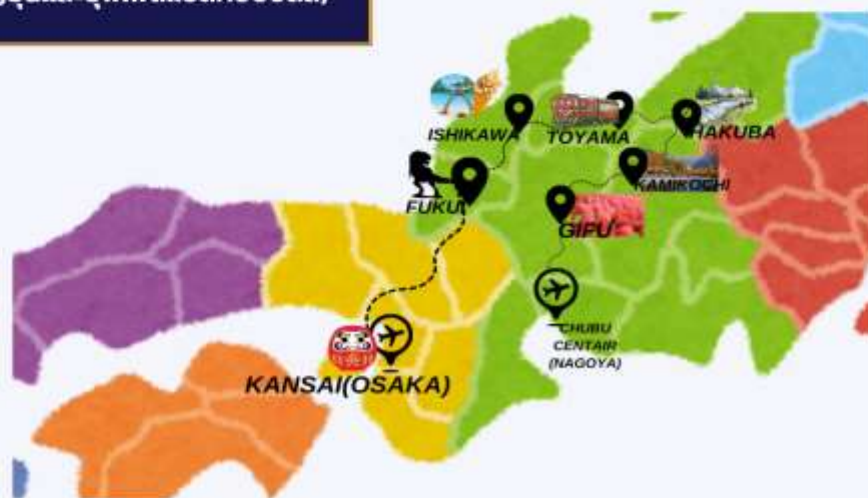 ISHIKAWA
TOYAMA
HAKUBA
KAMIKOCHI
FUKUI
GIFU
CHUBU
CENTAIR
(NAGOYA)
KANSAI(OSAKA)